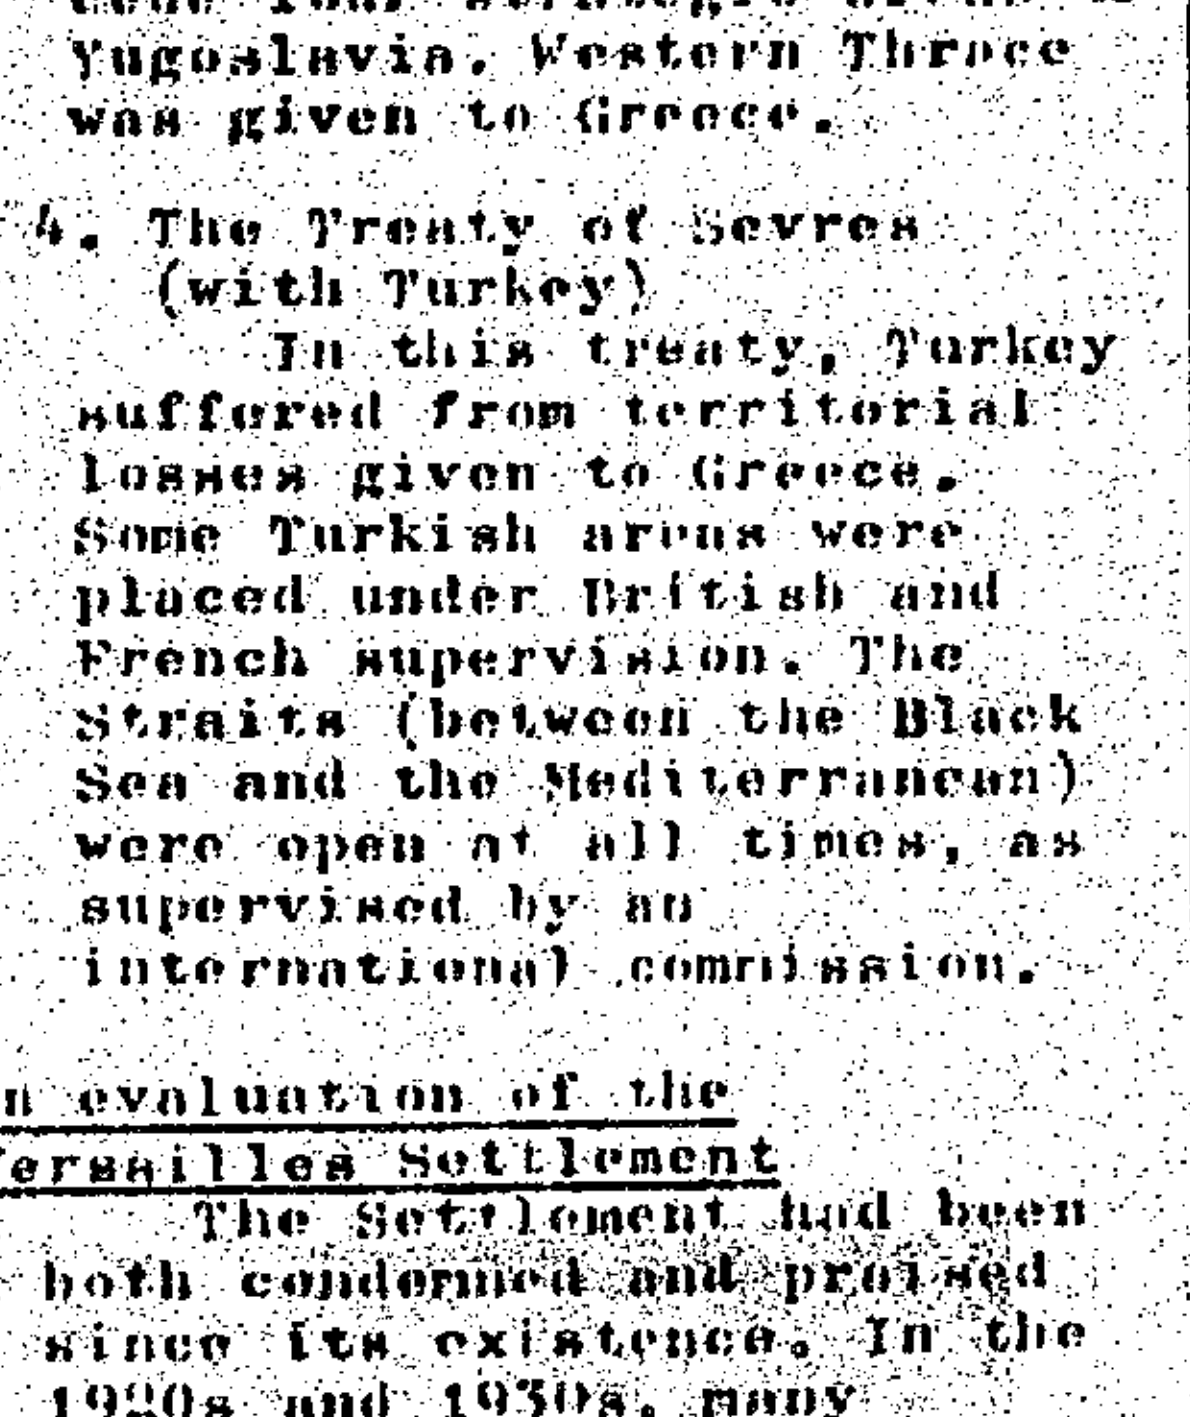 Yugoslavia. Western Thrace
was given to Greece.
4. The Treaty of Sevres
(with Turkey)
In this treaty, Turkey
suffered from territorial
losses given to Greece.
Some Turkish areas were
placed under British and
French supervision. The
Straits (between the Black
Sea and the Mediterranean)
were open at all times, as
supervised by an
international commission.
n evaluation of the
Versailles Settlement
The Settlement had been
both condemned and praised
since its existence. In the
1920s and 1930s, many